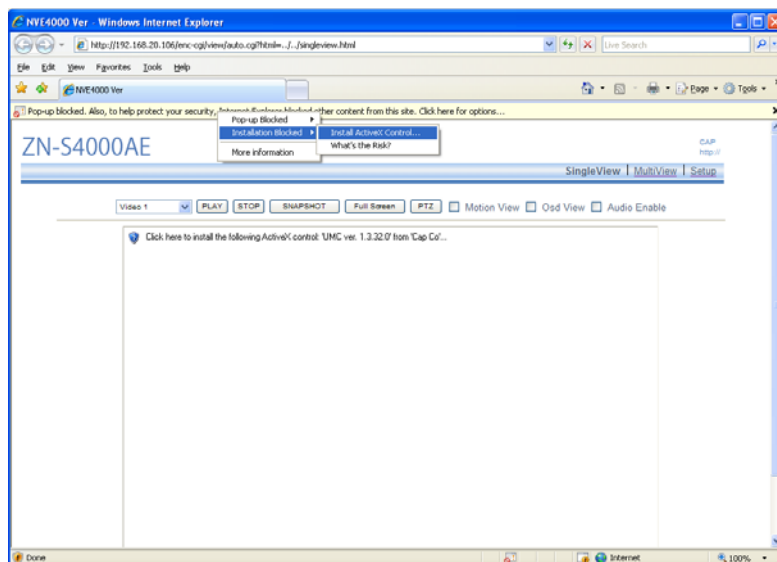 NVE4000 Ver - Windows Internet Explorer
http://192.168.20.106/enc-cgi/view/auto.cgi?html=../../singleview.html
Live Search
File Edit View Favorites Tools Help
NVE4000 Ver
Page Tools
Pop-up blocked. Also, to help protect your security, Internet Explorer blocked other content from this site. Click here for options...
Pop-up Blocked
Installation Blocked
Install ActiveX Control...
More information
What's the Risk?
ZN-S4000AE
CAP
http://
SingleView | MultiView | Setup
Video 1 PLAY STOP SNAPSHOT Full Screen PTZ Motion View Osd View Audio Enable
Click here to install the following ActiveX control: 'UMC ver. 1.3.32.0' from 'Cap Co'...
Done
Internet
100%